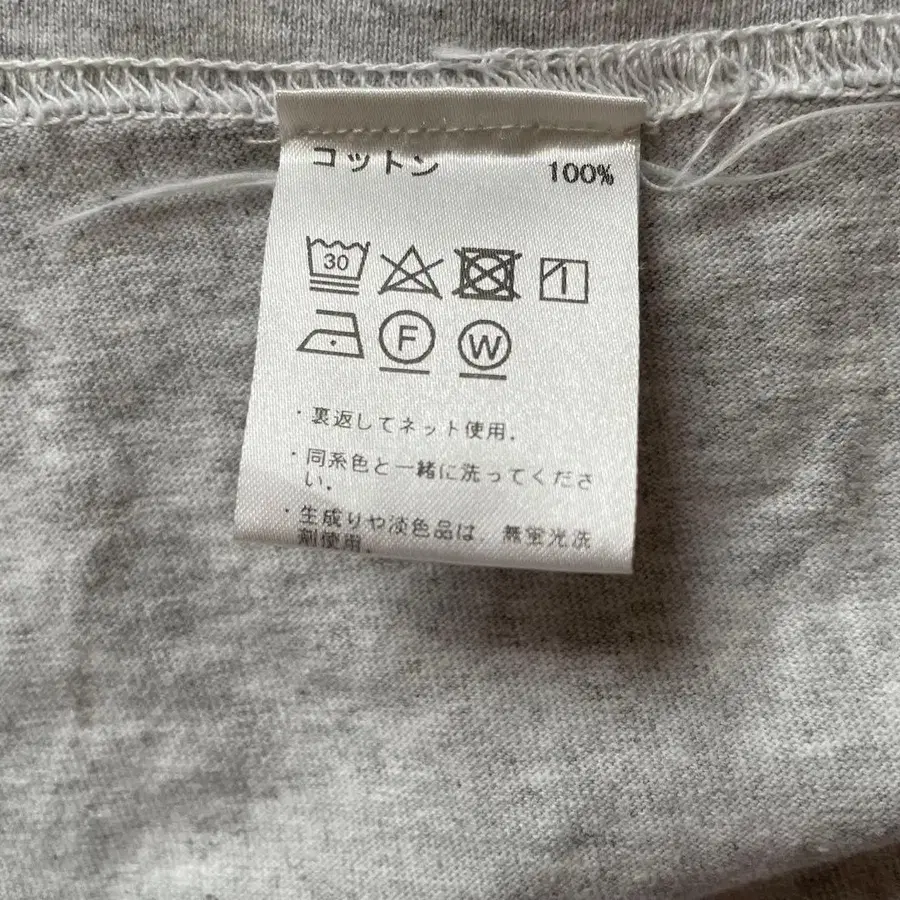 コットン 100%
30
F W
・裏返してネット使用.
・同系色と一緒に洗ってくださ
い.
・生成りや淡色品は、無蛍光洗
剤使用.